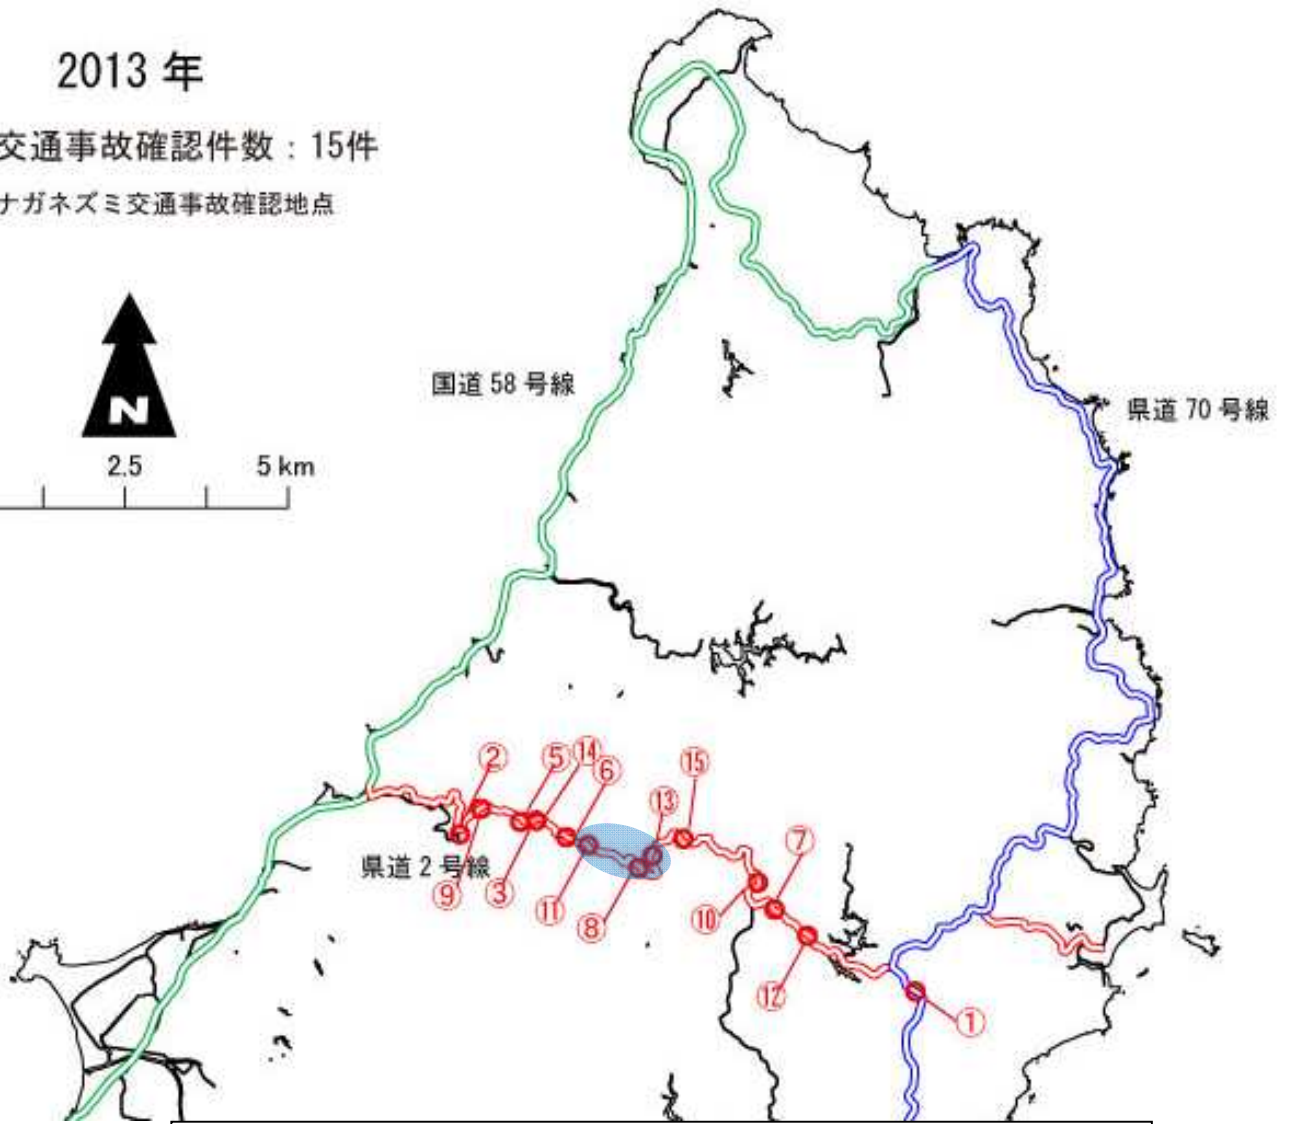 2013 年
交通事故確認件数：15件
ナガネズミ交通事故確認地点
N
2.5 5 km
国道 58 号線
県道 70 号線
② ⑤ ⑭ ⑥ ⑬ ⑮ ⑦
県道 2 号線
⑨ ③ ⑪ ⑧ ⑩ ⑫ ①